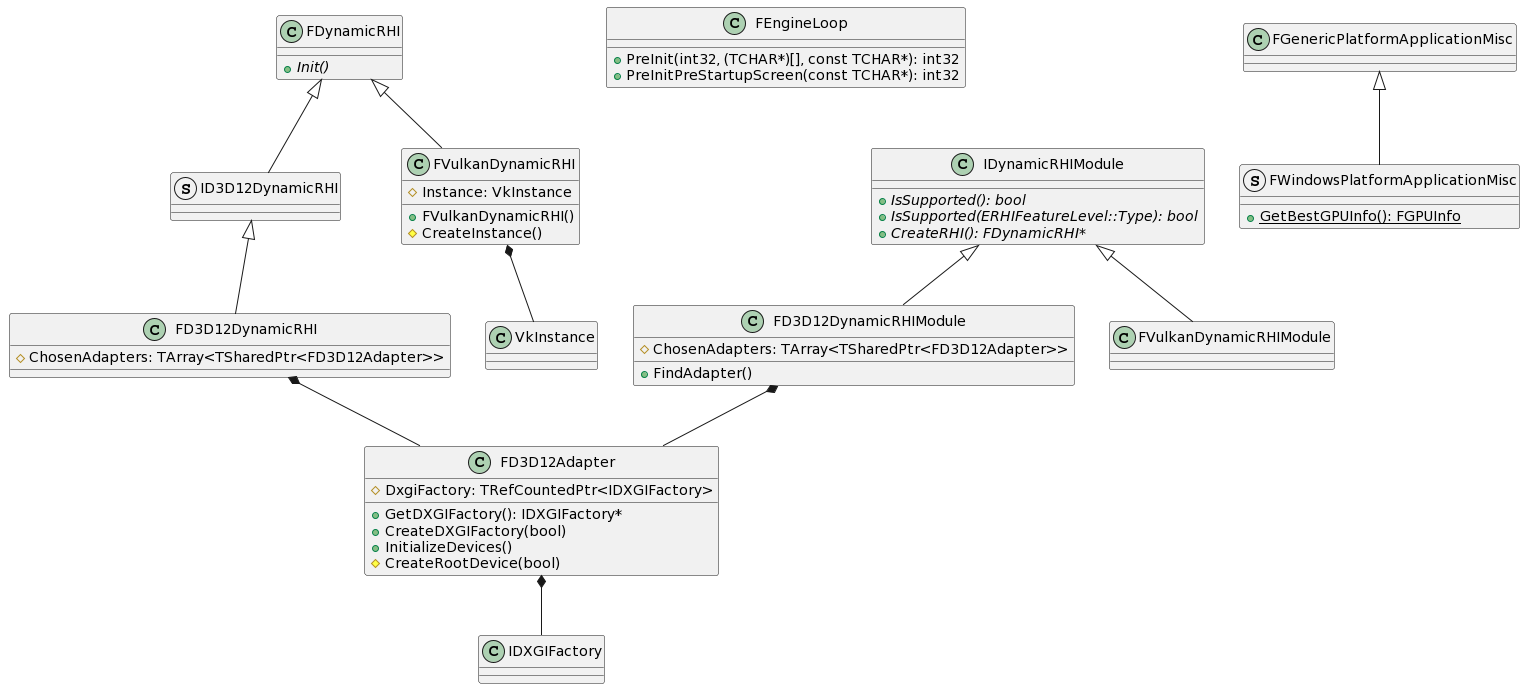 C FDynamicRHI
Init()
C FEngineLoop
PreInit(int32, (TCHAR*)[], const TCHAR*): int32
PreInitPreStartupScreen(const TCHAR*): int32
C FGenericPlatformApplicationMisc
S ID3D12DynamicRHI
C FVulkanDynamicRHI
Instance: VkInstance
FVulkanDynamicRHI()
CreateInstance()
C IDynamicRHIModule
IsSupported(): bool
IsSupported(ERHIFeatureLevel::Type): bool
CreateRHI(): FDynamicRHI*
S FWindowsPlatformApplicationMisc
GetBestGPUInfo(): FGPUInfo
C FD3D12DynamicRHI
ChosenAdapters: TArray<TSharedPtr<FD3D12Adapter>>
C VkInstance
C FD3D12DynamicRHIModule
ChosenAdapters: TArray<TSharedPtr<FD3D12Adapter>>
FindAdapter()
C FVulkanDynamicRHIModule
C FD3D12Adapter
DxgiFactory: TRefCountedPtr<IDXGIFactory>
GetDXGIFactory(): IDXGIFactory*
CreateDXGIFactory(bool)
InitializeDevices()
CreateRootDevice(bool)
C IDXGIFactory